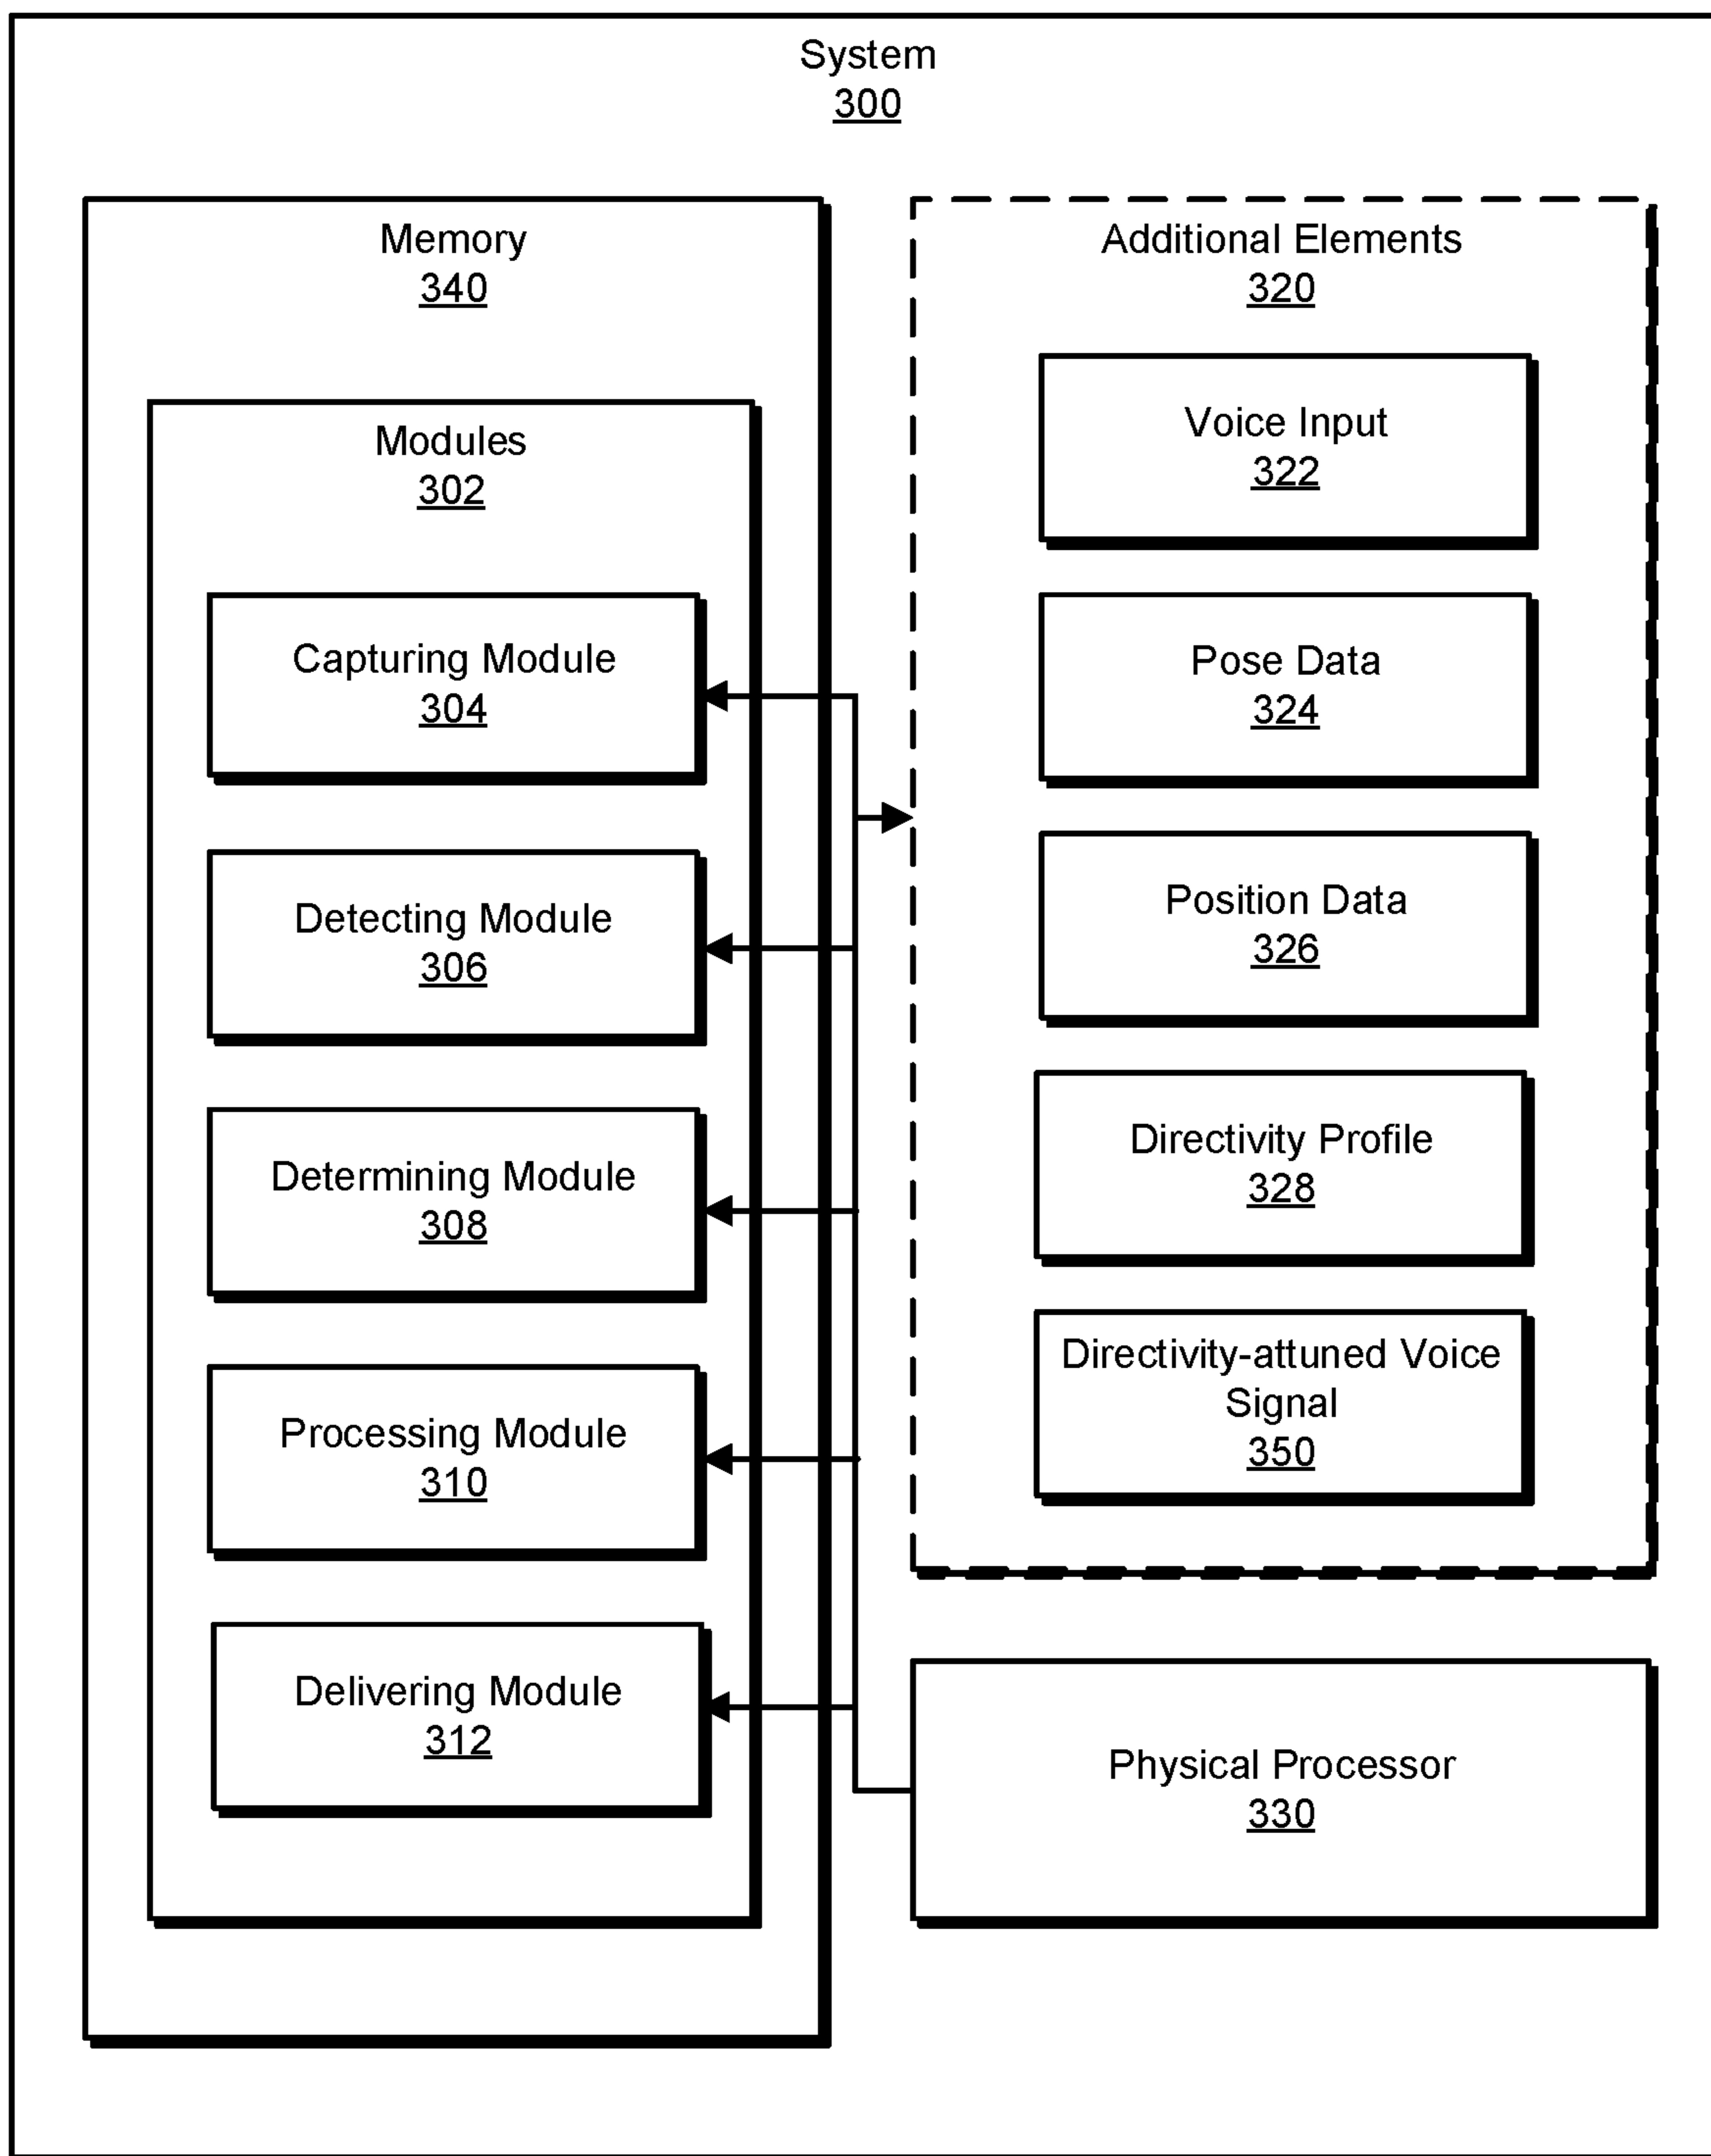 System
300
Memory
340
Modules
302
Capturing Module
304
Detecting Module
306
Determining Module
308
Processing Module
310
Delivering Module
312
Additional Elements
320
Voice Input
322
Pose Data
324
Position Data
326
Directivity Profile
328
Directivity-attuned Voice
Signal
350
Physical Processor
330